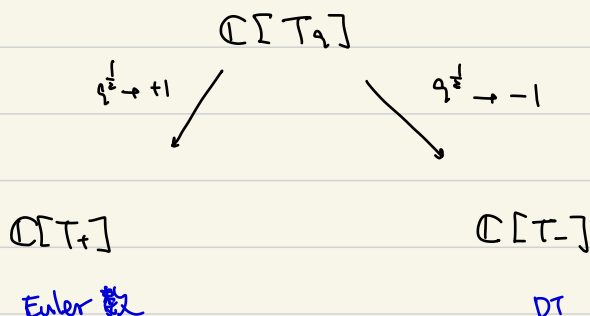 ℂ[T_q]
q^{1/2} → +1
q^{1/2} → -1
ℂ[T_+]
ℂ[T_-]
Euler 数
DT